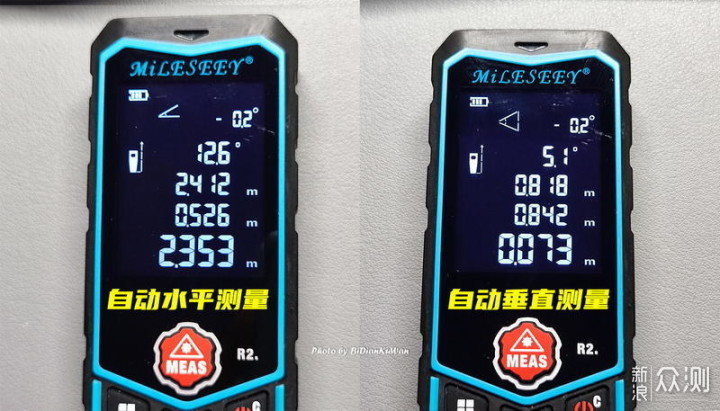 MiLESEEY®
- 0.2°
12.6°
2.412 m
0.526 m
2.353 m
自动水平测量
MEAS
R2.
C
MiLESEEY®
- 0.2°
5.1°
0.818 m
0.842 m
0.073 m
自动垂直测量
MEAS
R2.
C
Photo by BiDianKidVan
新浪众测